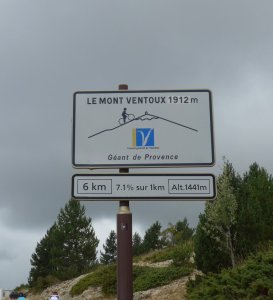 LE MONT VENTOUX 1912 m
Géant de Provence
6 km 7.1% sur 1km Alt.1441m